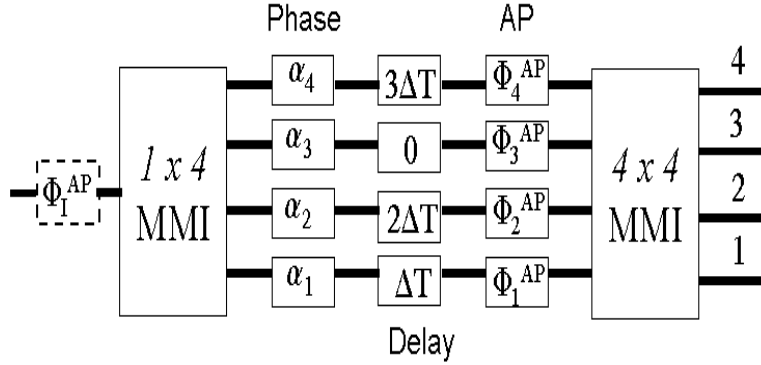 Phase AP
α₄ 3ΔT Φ₄ᴬᴾ 4
α₃ 0 Φ₃ᴬᴾ 3
Φ_Iᴬᴾ 1 x 4 MMI 4 x 4 MMI
α₂ 2ΔT Φ₂ᴬᴾ 2
α₁ ΔT Φ₁ᴬᴾ 1
Delay